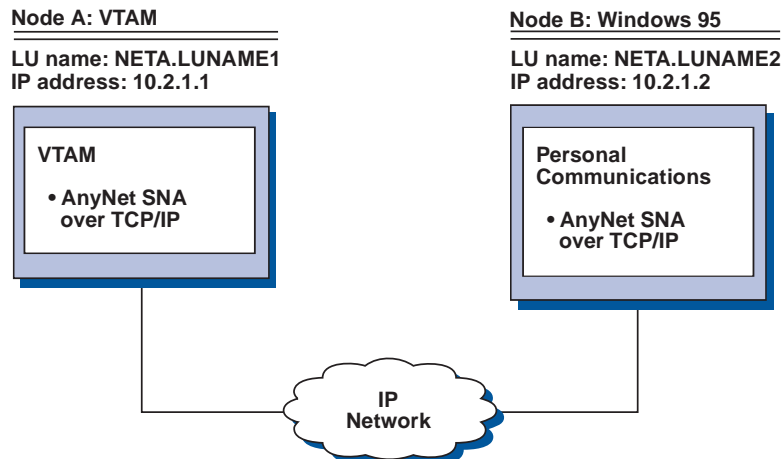 Node A: VTAM
LU name: NETA.LUNAME1
IP address: 10.2.1.1
VTAM
• AnyNet SNA
over TCP/IP
Node B: Windows 95
LU name: NETA.LUNAME2
IP address: 10.2.1.2
Personal
Communications
• AnyNet SNA
over TCP/IP
IP
Network